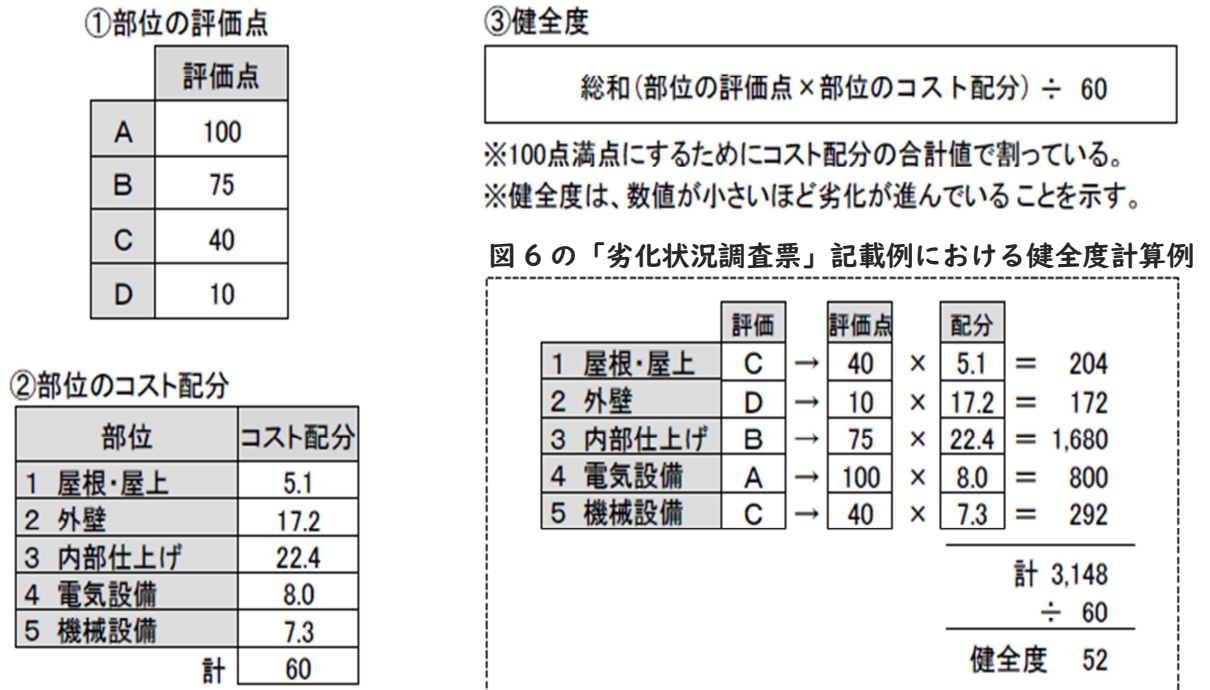 ①部位の評価点
評価点
A 100
B 75
C 40
D 10
②部位のコスト配分
部位 コスト配分
1 屋根・屋上 5.1
2 外壁 17.2
3 内部仕上げ 22.4
4 電気設備 8.0
5 機械設備 7.3
計 60
③健全度
総和(部位の評価点×部位のコスト配分) ÷ 60
※100点満点にするためにコスト配分の合計値で割っている。
※健全度は、数値が小さいほど劣化が進んでいることを示す。
図6の「劣化状況調査票」記載例における健全度計算例
評価 評価点 配分
1 屋根・屋上 C → 40 × 5.1 = 204
2 外壁 D → 10 × 17.2 = 172
3 内部仕上げ B → 75 × 22.4 = 1,680
4 電気設備 A → 100 × 8.0 = 800
5 機械設備 C → 40 × 7.3 = 292
計 3,148
÷ 60
健全度 52